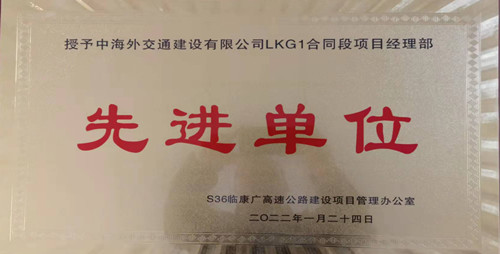 授予中海外交通建设有限公司LKG1合同段项目经理部
先进单位
S36临康广高速公路建设项目管理办公室
二〇二二年一月二十四日